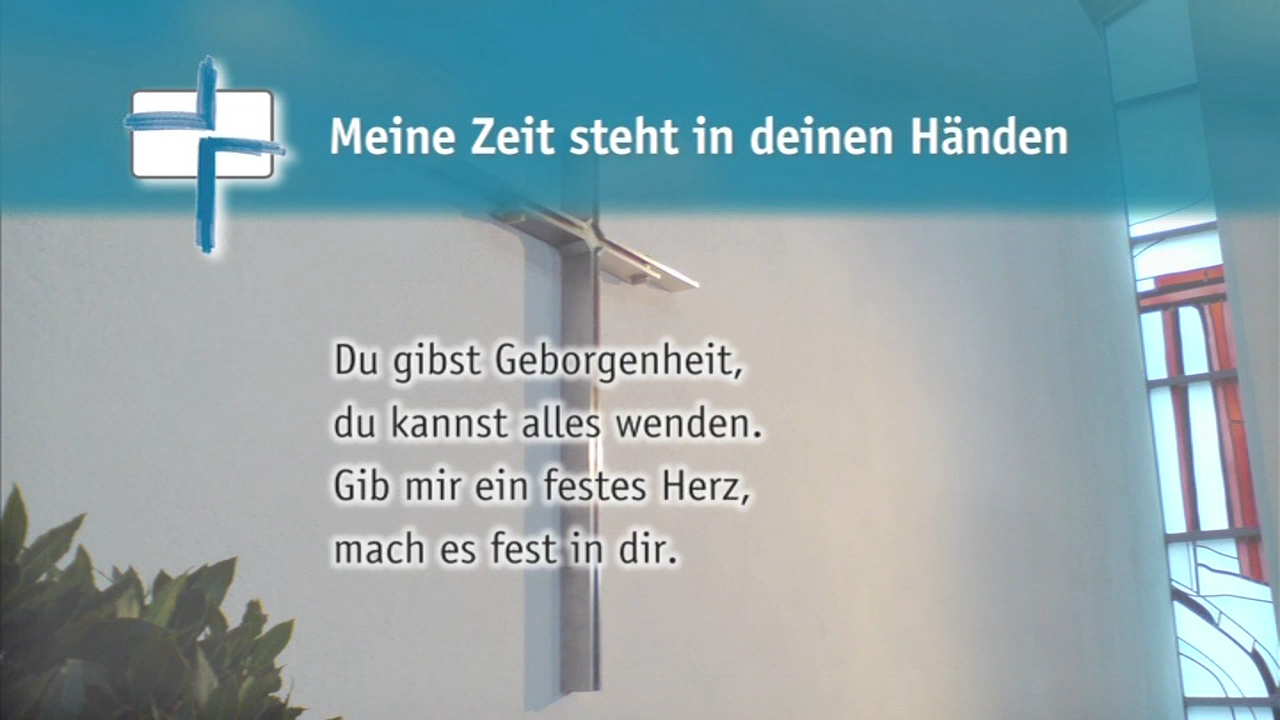 Meine Zeit steht in deinen Händen
Du gibst Geborgenheit,
du kannst alles wenden.
Gib mir ein festes Herz,
mach es fest in dir.